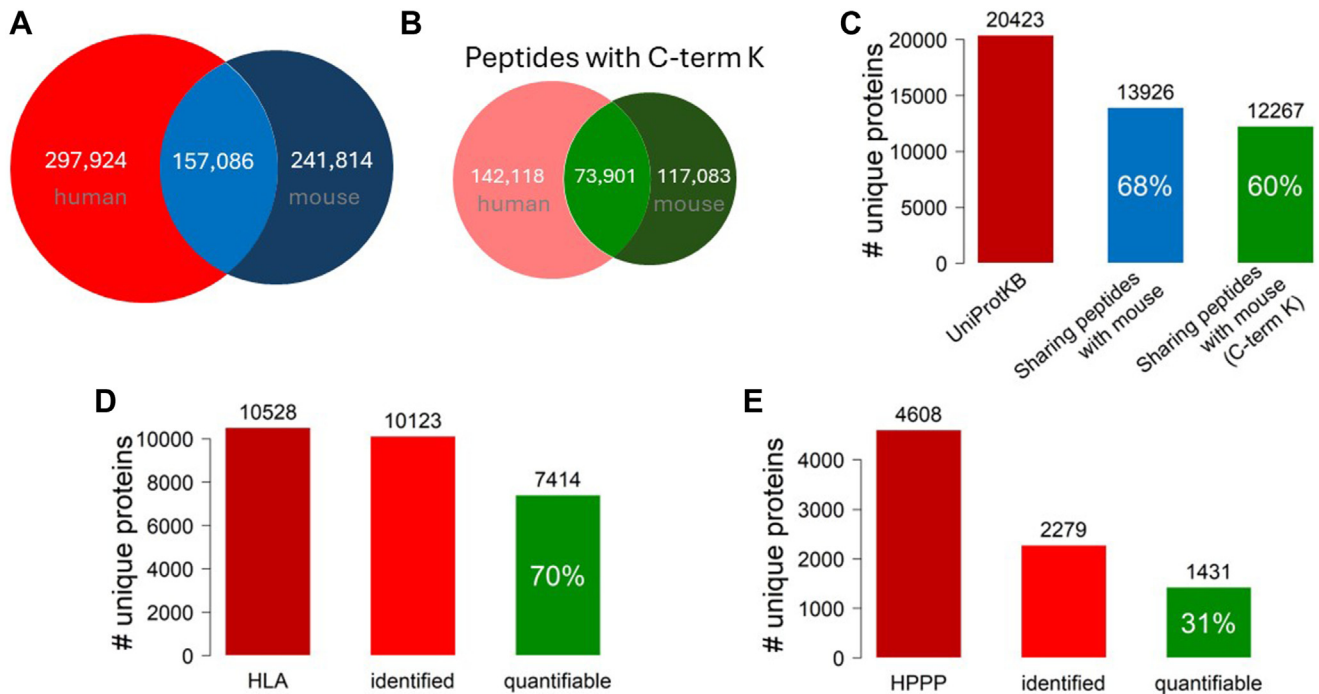 A
297,924
human
157,086
241,814
mouse
B
Peptides with C-term K
142,118
human
73,901
117,083
mouse
C
# unique proteins
20000
15000
10000
5000
0
20423
13926
68%
12267
60%
UniProtKB
Sharing peptides
with mouse
Sharing peptides
with mouse
(C-term K)
D
# unique proteins
10000
8000
6000
4000
2000
0
10528
10123
7414
70%
HLA
identified
quantifiable
E
# unique proteins
4000
3000
2000
1000
0
4608
2279
1431
31%
HPPP
identified
quantifiable